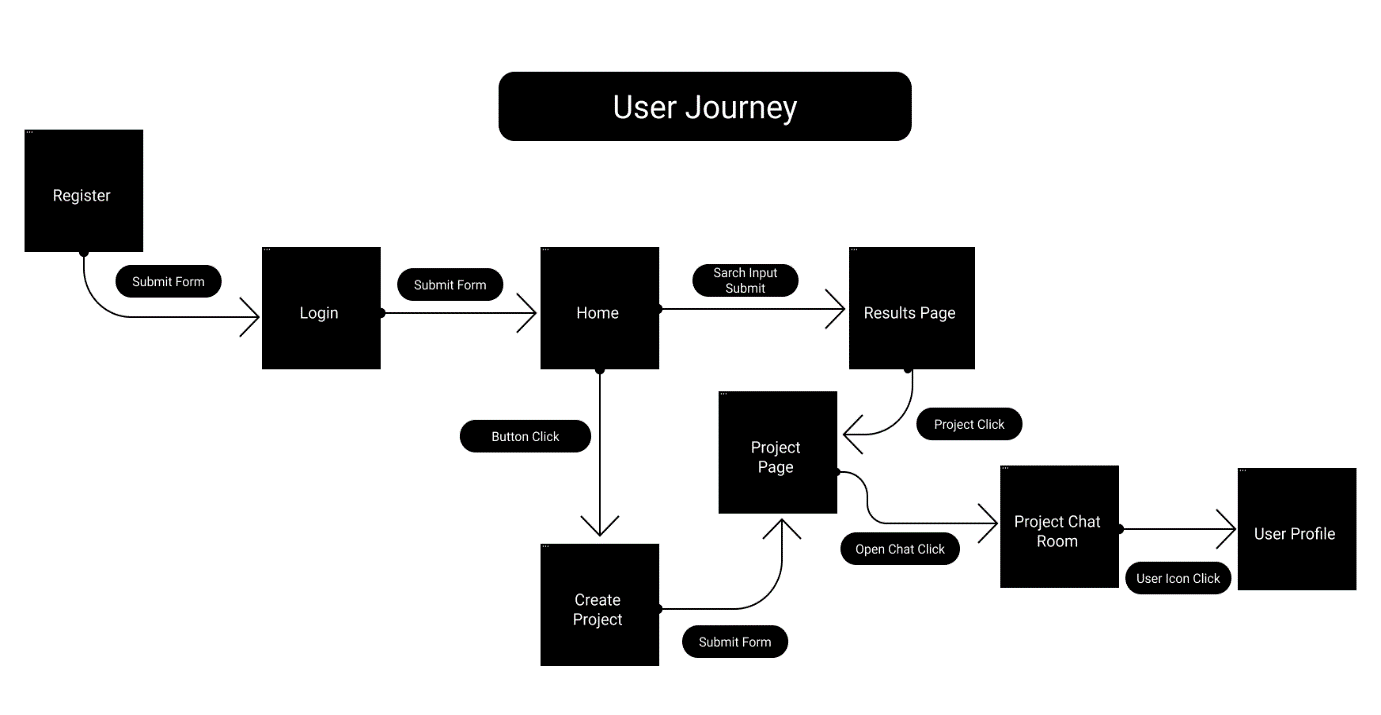 User Journey
Register
Submit Form
Login
Submit Form
Home
Sarch Input
Submit
Results Page
Button Click
Project Click
Project
Page
Open Chat Click
Project Chat
Room
User Icon Click
User Profile
Create
Project
Submit Form